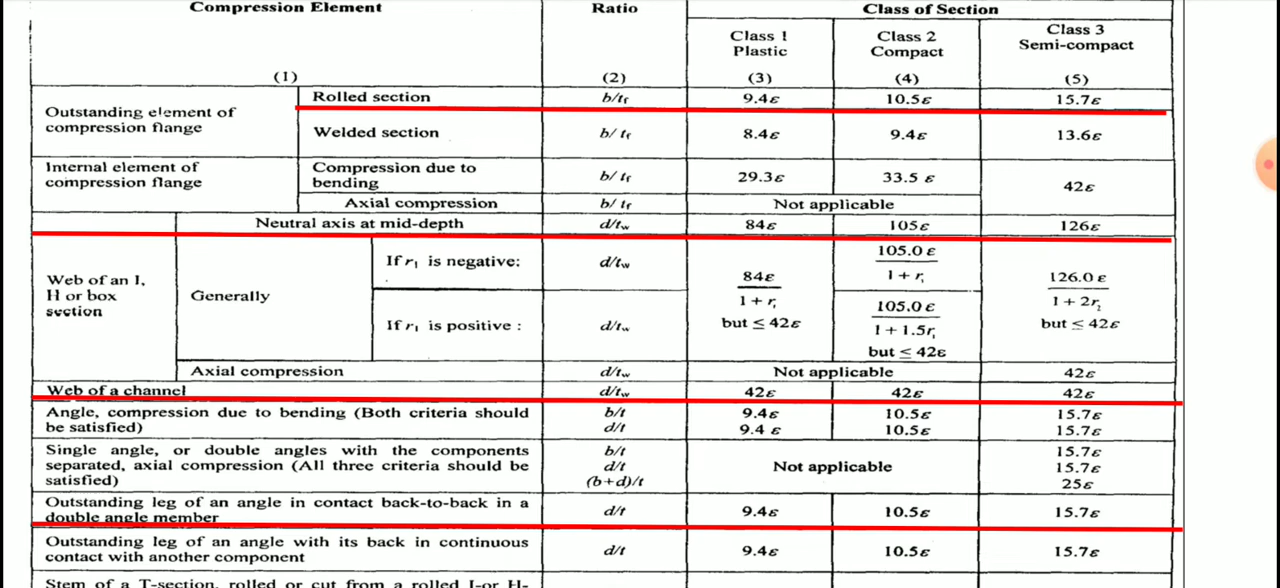 Compression Element Ratio Class of Section
Class 1 Class 2 Class 3
Plastic Compact Semi-compact
(1) (2) (3) (4) (5)
Outstanding element of compression flange Rolled section b/tf 9.4ε 10.5ε 15.7ε
Welded section b/ tf 8.4ε 9.4ε 13.6ε
Internal element of compression flange Compression due to bending b/ tf 29.3ε 33.5 ε 42ε
Axial compression b/ tf Not applicable
Web of an I, H or box section Neutral axis at mid-depth d/tw 84ε 105ε 126ε
Generally If r1 is negative: d/tw 84ε / 1 + r1 but ≤ 42ε 105.0 ε / 1 + r1 126.0 ε / 1 + 2r2 but ≤ 42ε
If r1 is positive : d/tw 105.0 ε / 1 + 1.5r1 but ≤ 42ε
Axial compression d/tw Not applicable 42ε
Web of a channel d/tw 42ε 42ε 42ε
Angle, compression due to bending (Both criteria should b/t 9.4ε 10.5ε 15.7ε
be satisfied) d/t 9.4 ε 10.5ε 15.7ε
Single angle, or double angles with the components b/t 15.7ε
separated, axial compression (All three criteria should be d/t Not applicable 15.7ε
satisfied) (b+d)/t 25ε
Outstanding leg of an angle in contact back-to-back in a
double angle member d/t 9.4ε 10.5ε 15.7ε
Outstanding leg of an angle with its back in continuous
contact with another component d/t 9.4ε 10.5ε 15.7ε
Stem of a T-section, rolled or cut from a rolled I-or H-